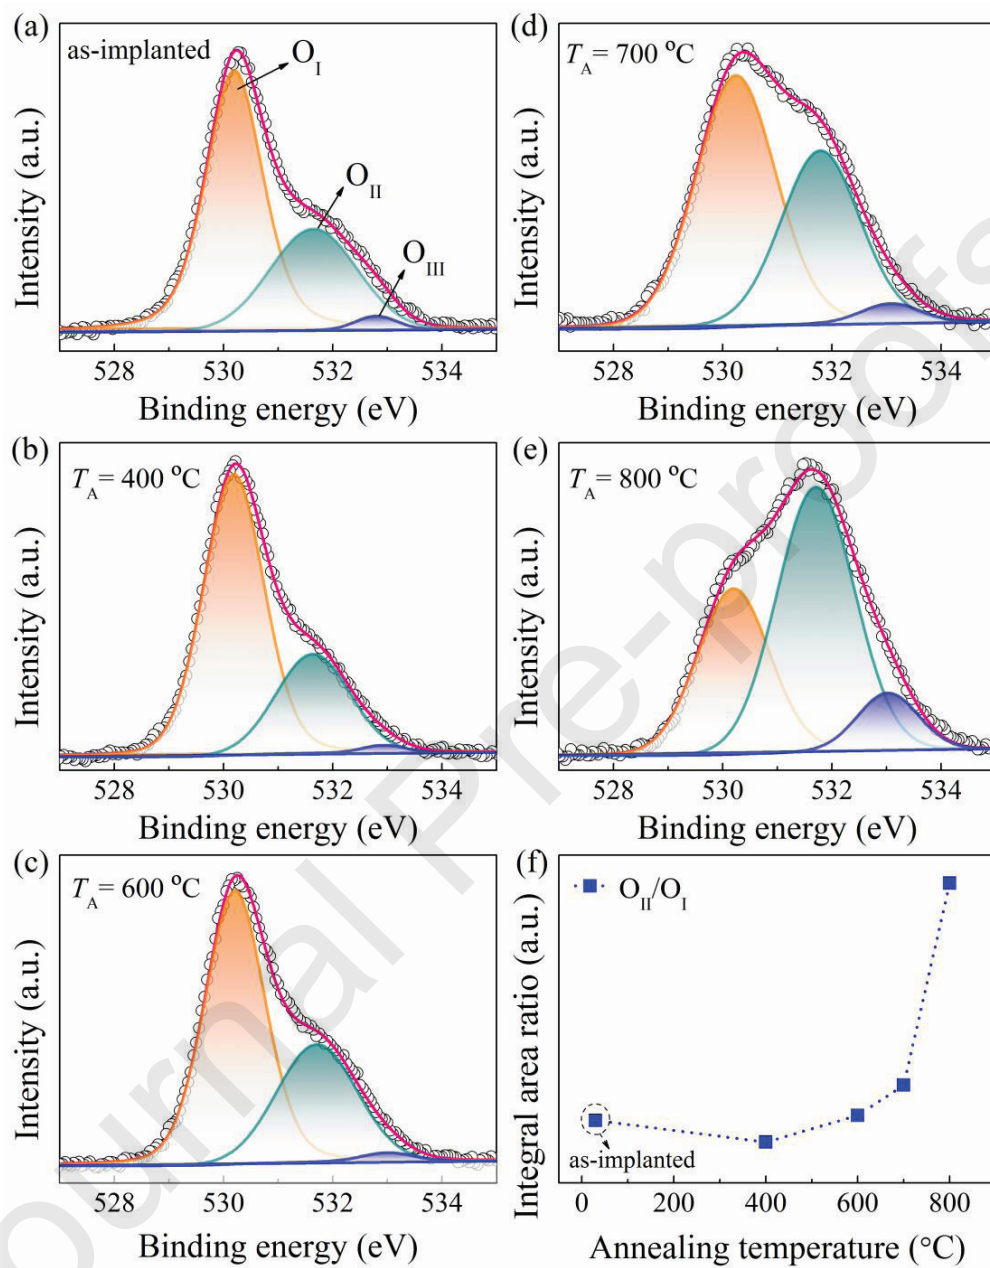 (a)
as-implanted
O_I
O_II
O_III
Intensity (a.u.)
528 530 532 534
Binding energy (eV)
(b)
T_A = 400 °C
Intensity (a.u.)
528 530 532 534
Binding energy (eV)
(c)
T_A = 600 °C
Intensity (a.u.)
528 530 532 534
Binding energy (eV)
(d)
T_A = 700 °C
Intensity (a.u.)
528 530 532 534
Binding energy (eV)
(e)
T_A = 800 °C
Intensity (a.u.)
528 530 532 534
Binding energy (eV)
(f)
O_II/O_I
Integral area ratio (a.u.)
as-implanted
0 200 400 600 800
Annealing temperature (°C)
Journal Pre-proofs